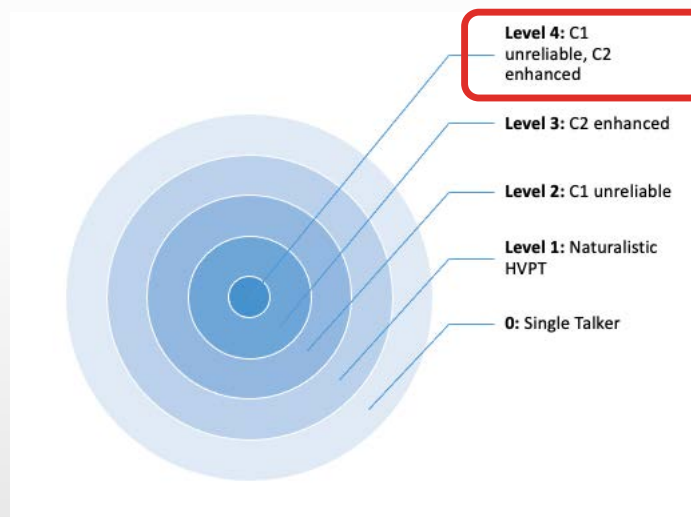 Level 4: C1
unreliable, C2
enhanced
Level 3: C2 enhanced
Level 2: C1 unreliable
Level 1: Naturalistic
HVPT
0: Single Talker